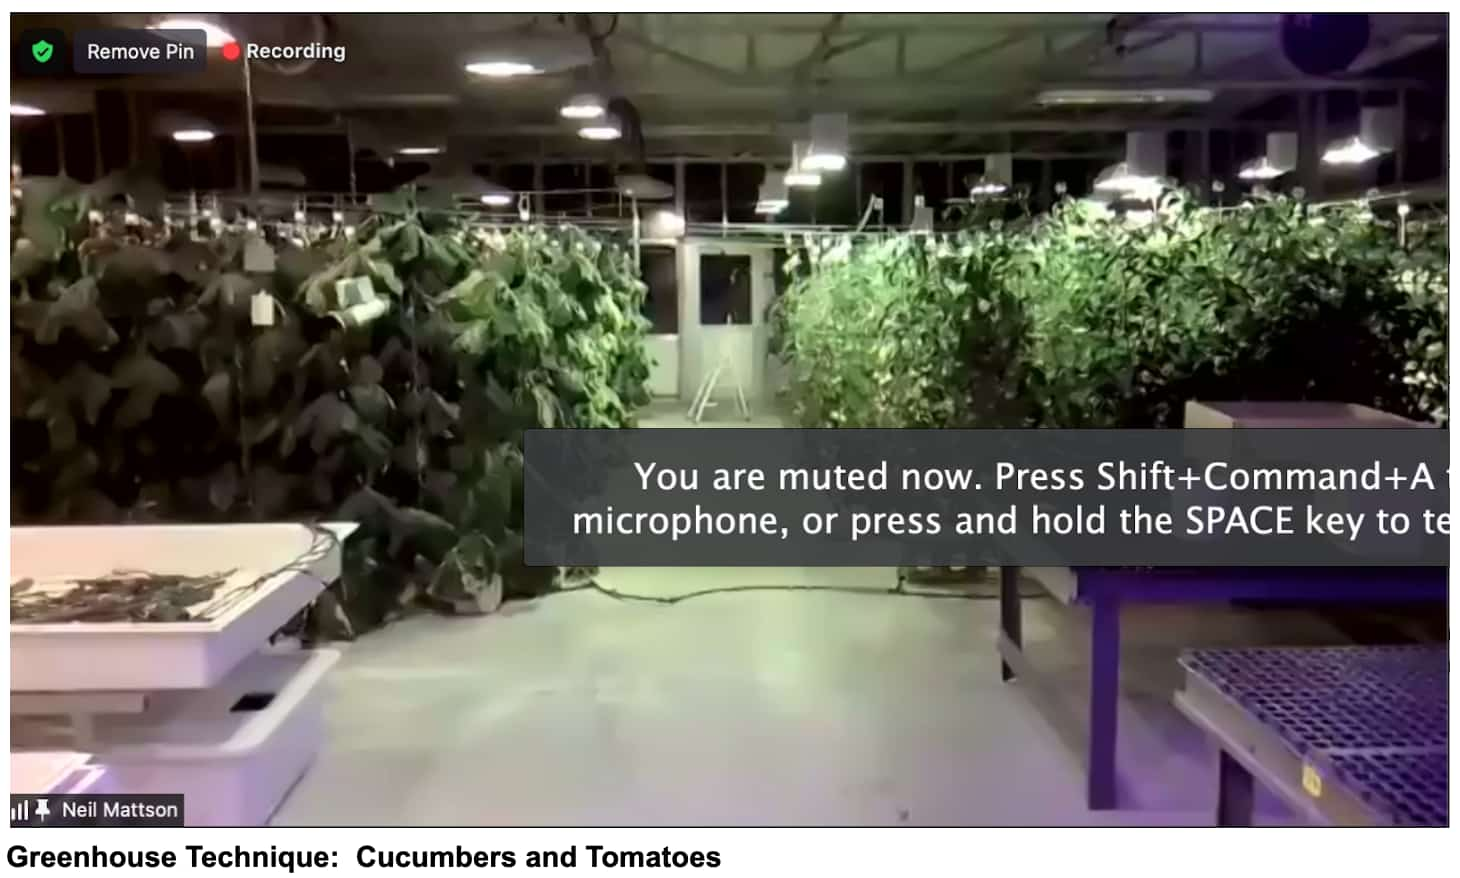 Remove Pin
Recording
You are muted now. Press Shift+Command+A
microphone, or press and hold the SPACE key to
Neil Mattson
Greenhouse Technique: Cucumbers and Tomatoes